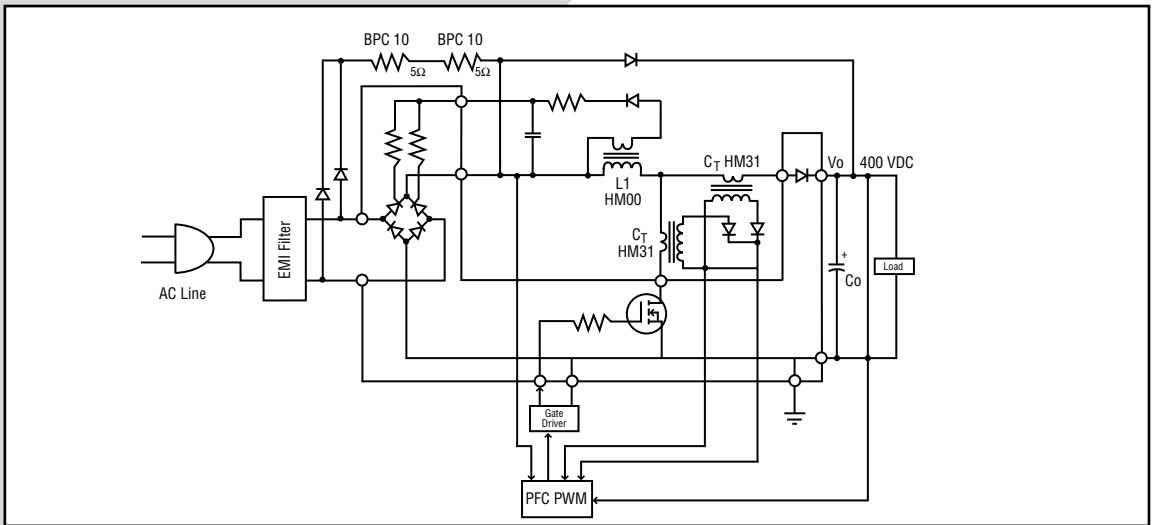 BPC 10
BPC 10
5Ω
5Ω
L1
HM00
CT HM31
Vo
400 VDC
CT
HM31
EMI Filter
AC Line
+
Co
Load
Gate
Driver
PFC PWM